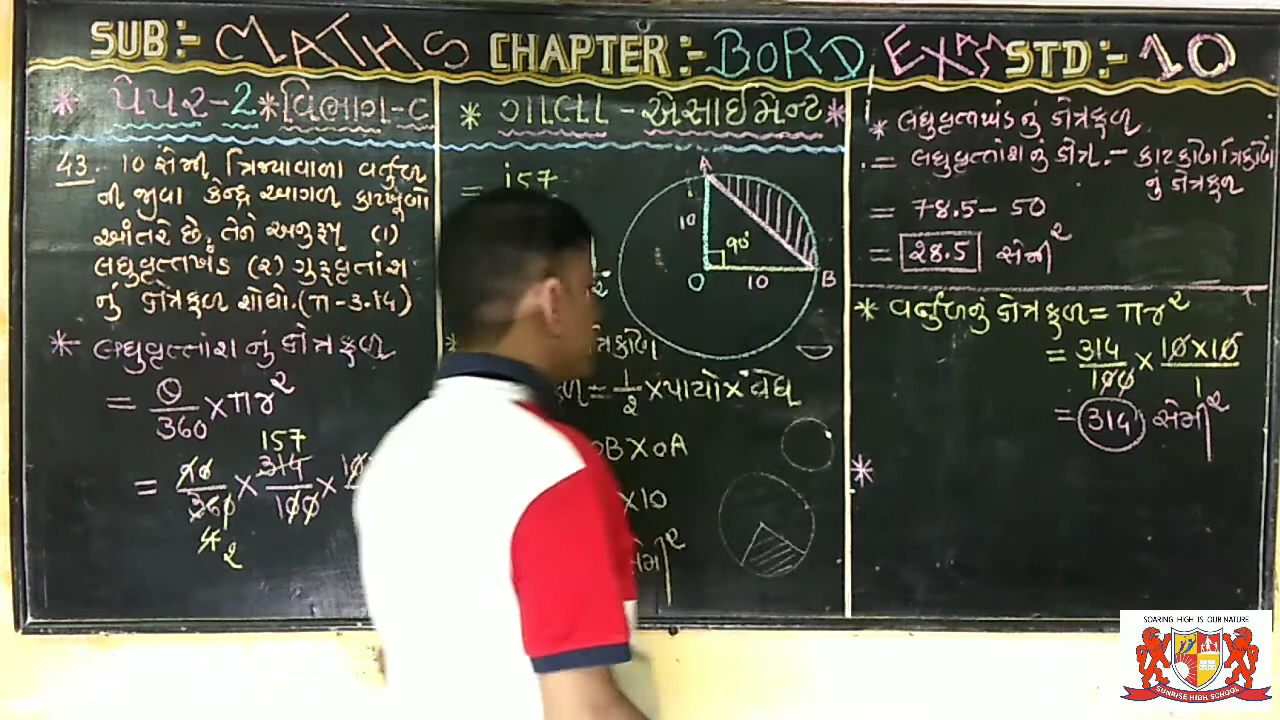 SUB:- MATHS CHAPTER:- BORD EXAM STD:- 10
* પેપર-2 * વિભાગ-C
43. 10 સેમી ત્રિજ્યાવાળા વર્તુળ
ની જીવા કેન્દ્ર આગળ કાટખૂણો
આંતરે છે, તેને અનુરૂપ (૧)
લઘુવૃત્તખંડ (૨) ગુરુવૃતાંશ
નું ક્ષેત્રફળ શોધો. (π-3.14)
* લઘુવૃત્તાંશ નું ક્ષેત્રફળ
= θ/360 × πr²
157
= 90/360 × 314/100 ×
4 2
* ગાલા - એસાઈમેન્ટ *
= 157
2
= 1/2 × પાયો × વેધ
OB × OA
×10
સેમી²
A
10
90°
O 10 B
* લઘુવૃત્તખંડ નું ક્ષેત્રફળ
= લઘુવૃત્તાંશ નું ક્ષેત્ર. - કાટકોણ ત્રિકોણ
નું ક્ષેત્રફળ
= 78.5 - 50
= 28.5 સેમી²
* વર્તુળનું ક્ષેત્રફળ = πr²
= 314/100 × 10×10/1
= 314 સેમી²
*
SOARING HIGH IS OUR NATURE
SUNRISE HIGH SCHOOL